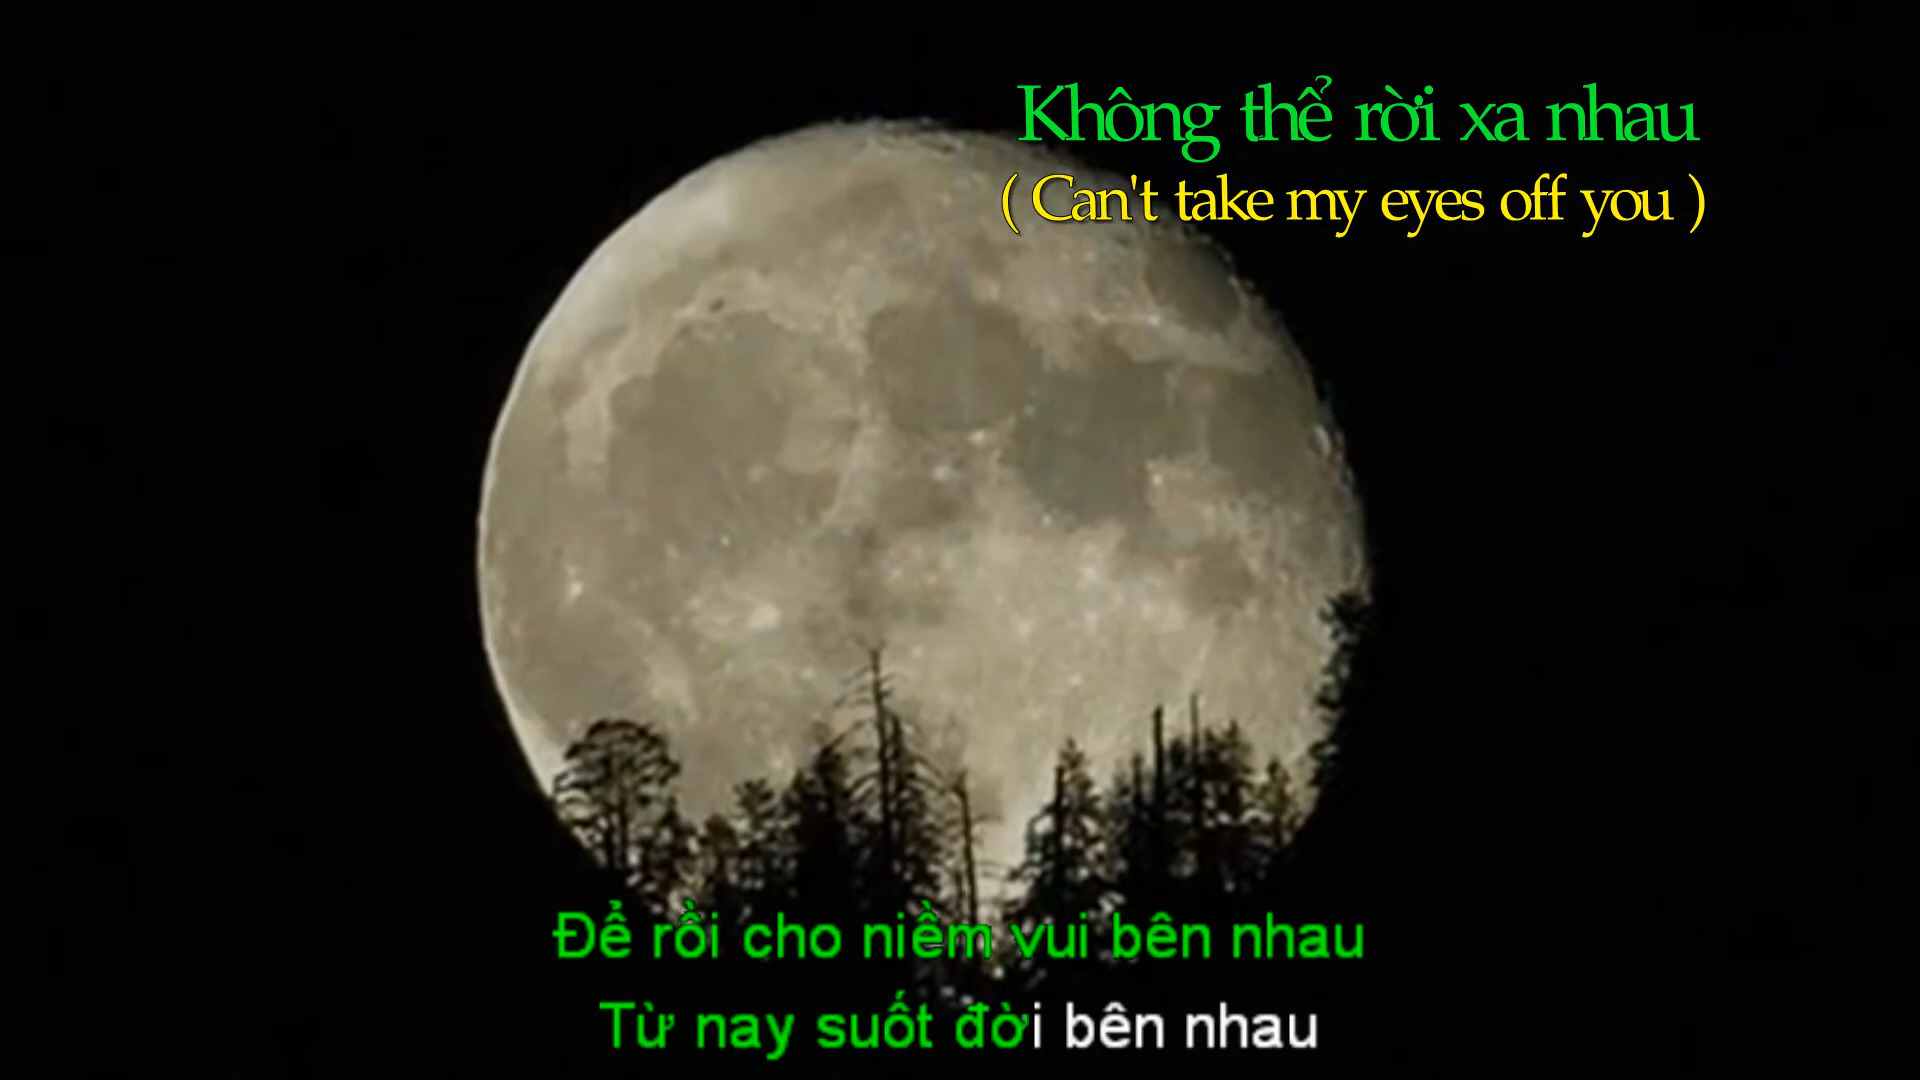 Không thể rời xa nhau
( Can't take my eyes off you )
Để rồi cho niềm vui bên nhau
Từ nay suốt đời bên nhau